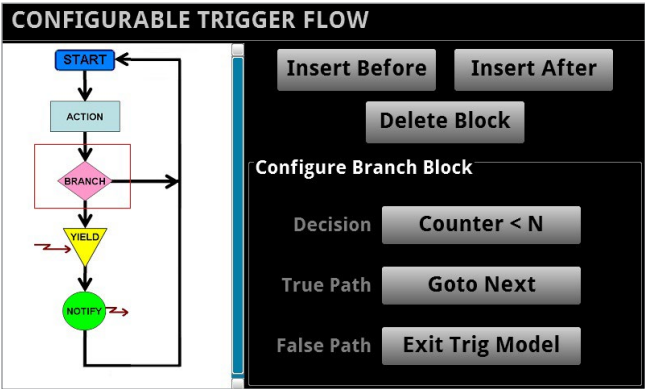 CONFIGURABLE TRIGGER FLOW
START
ACTION
BRANCH
YIELD
NOTIFY
Insert Before
Insert After
Delete Block
Configure Branch Block
Decision
Counter < N
True Path
Goto Next
False Path
Exit Trig Model